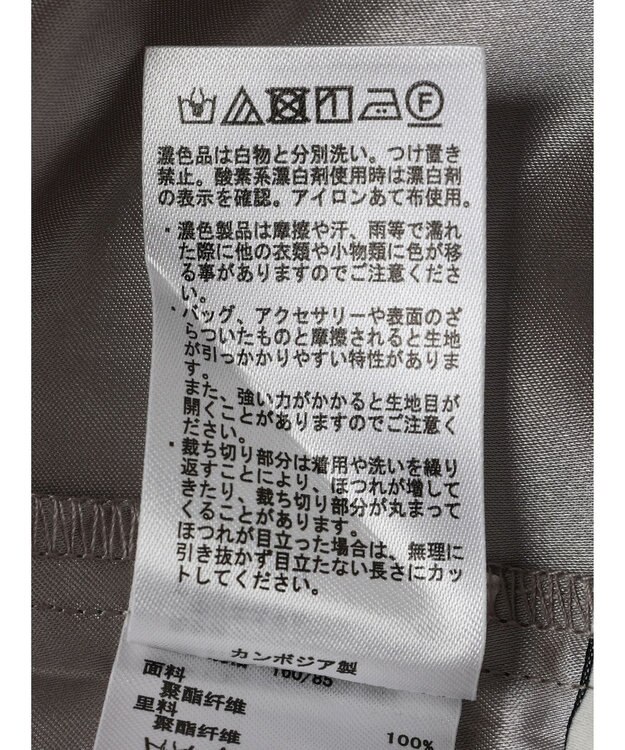 F
濃色品は白物と分別洗い。つけ置き
禁止。酸素系漂白剤使用時は漂白剤
の表示を確認。アイロンあて布使用。
・濃色製品は摩擦や汗、雨等で濡れ
た際に他の衣類や小物類に色が移
る事がありますのでご注意くださ
い。
・バッグ、アクセサリーや表面のざ
らついたものと摩擦されると生地
が引っかかりやすい特性がありま
す。
また、強い力がかかると生地目が
開くことがありますのでご注意く
ださい。
・裁ち切り部分は着用や洗いを繰り
返すことにより、ほつれが増して
きたり、裁ち切り部分が丸まって
くることがあります。
ほつれが目立った場合は、無理に
引き抜かず目立たない長さにカッ
トしてください。
カンボジア製
160/85
面料
聚酯纤维 100%
里料
聚酯纤维